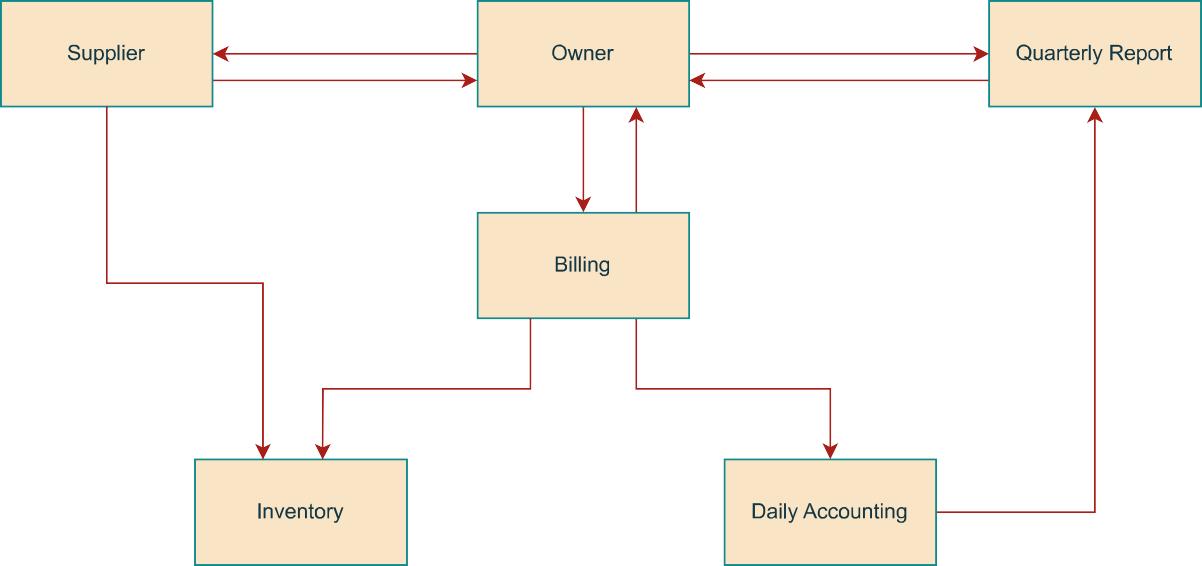 Supplier
Owner
Quarterly Report
Billing
Inventory
Daily Accounting